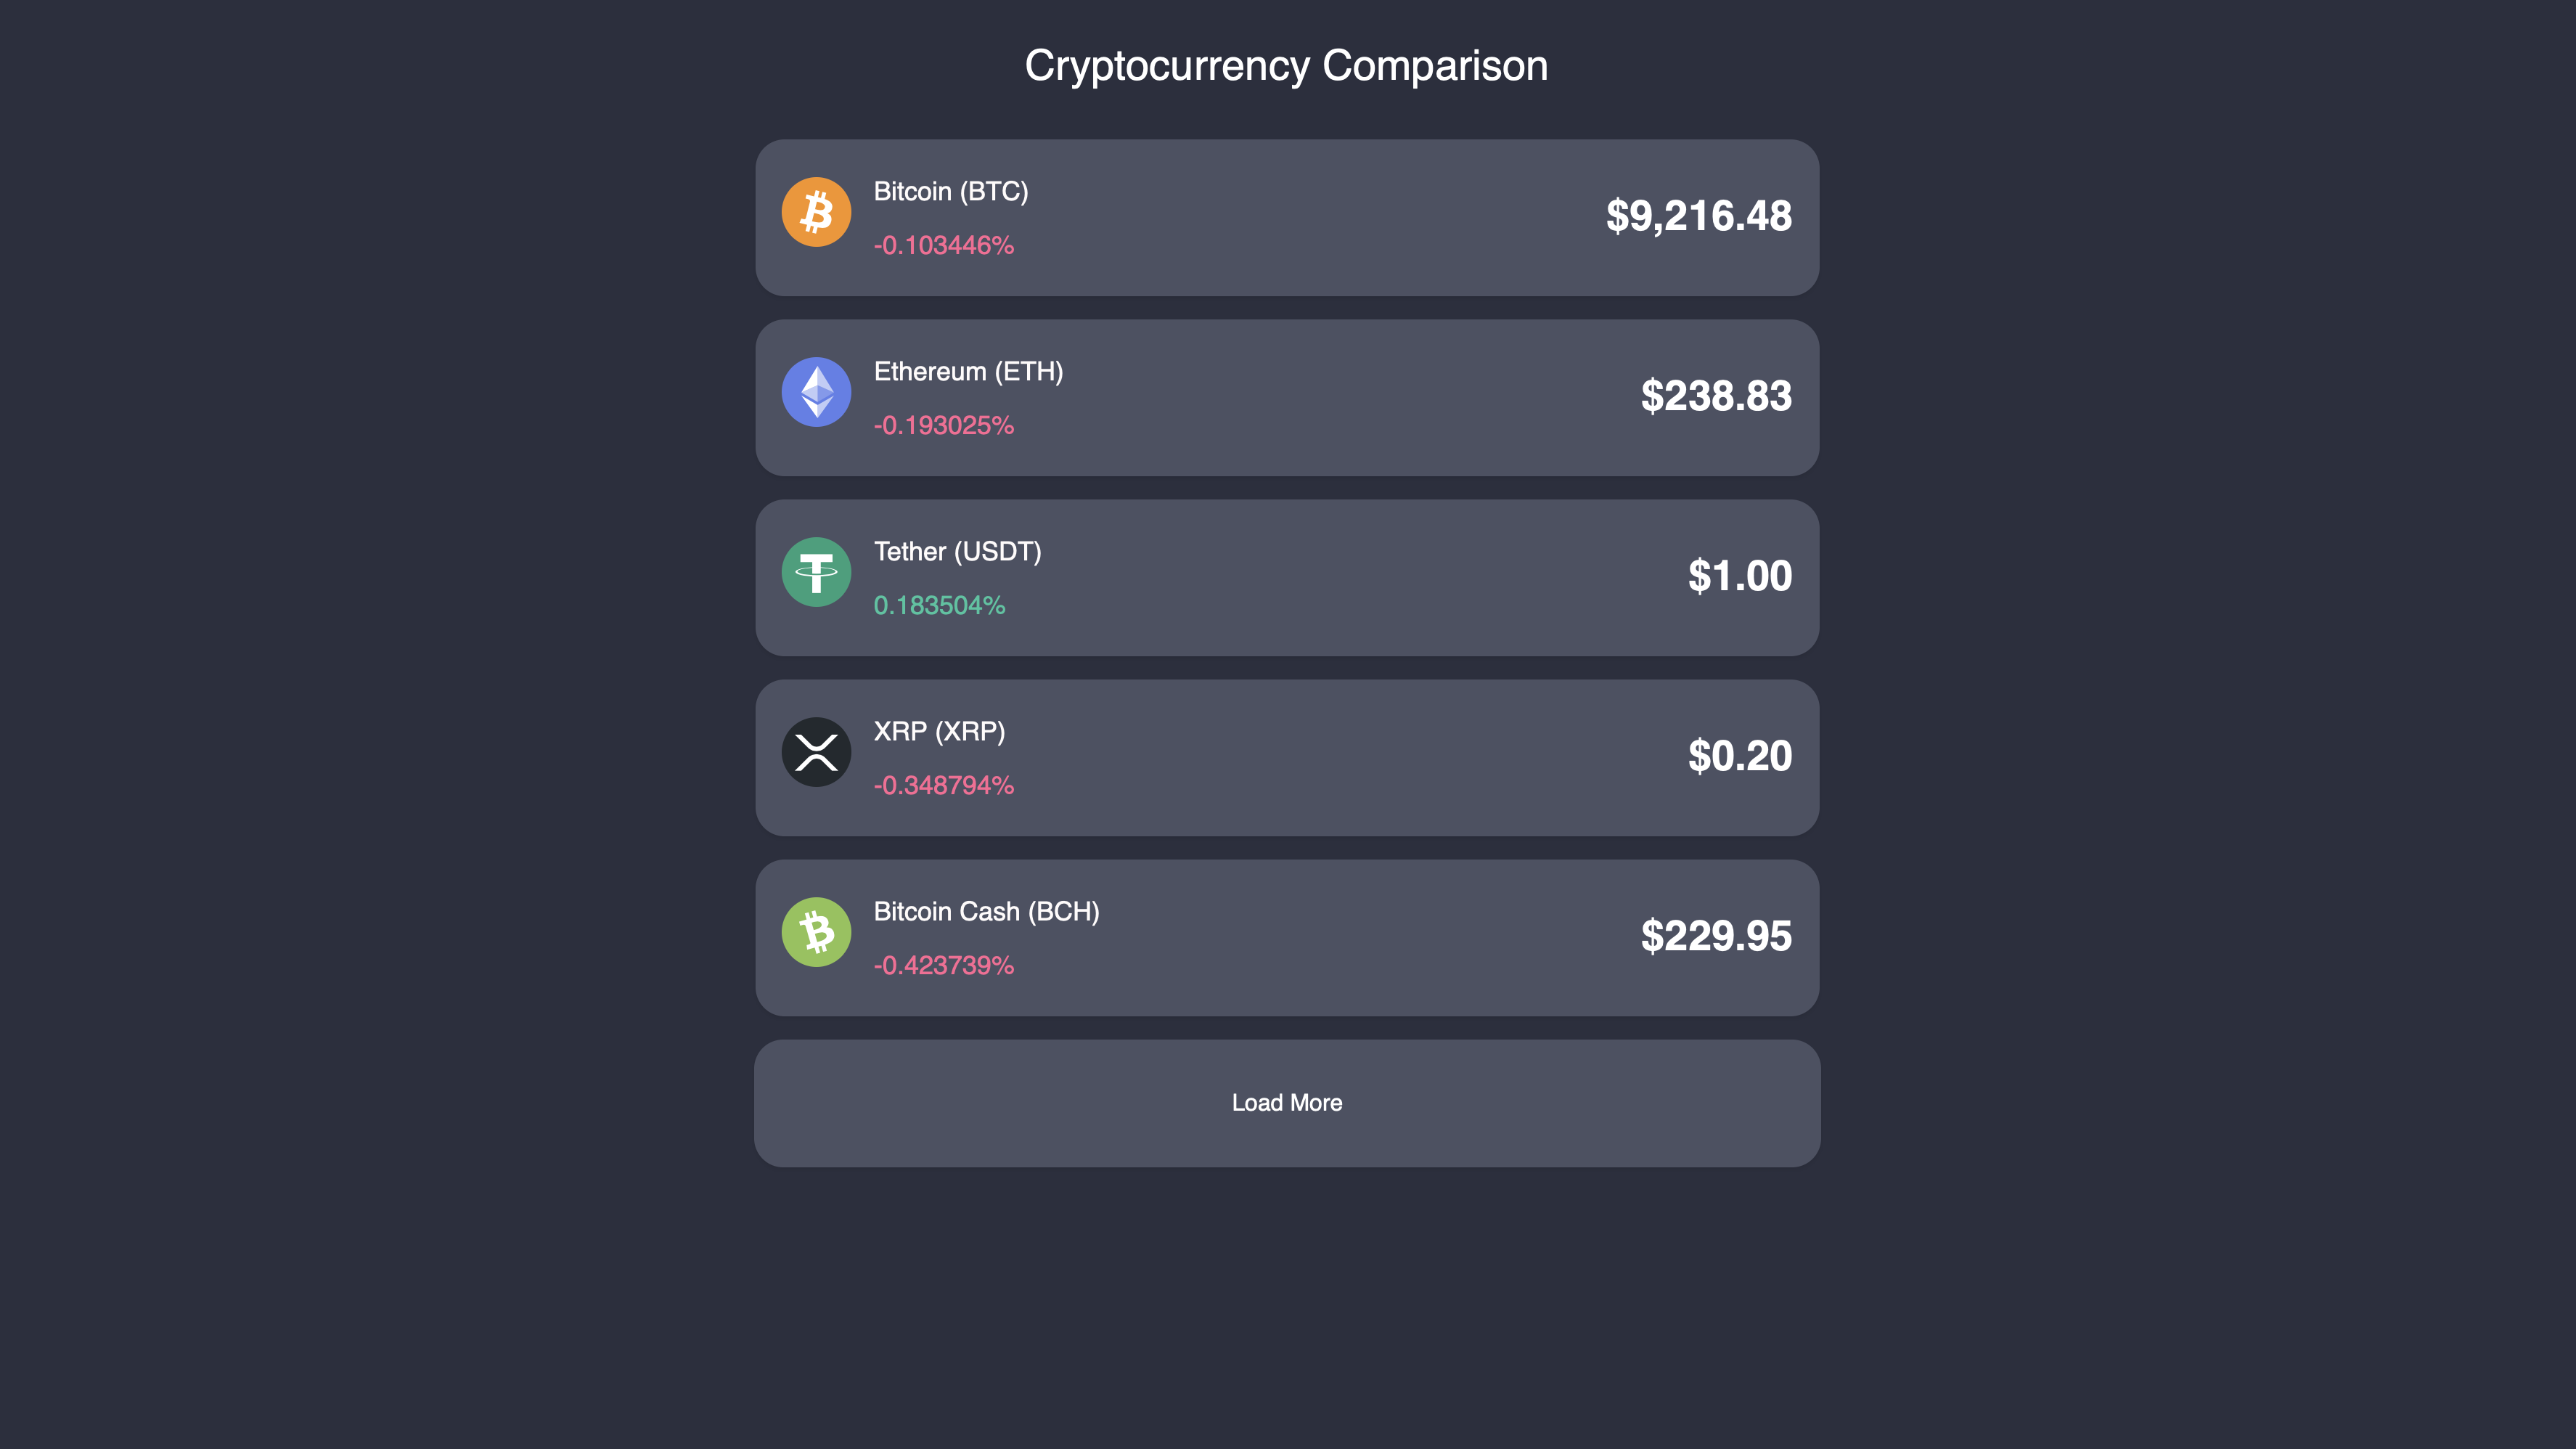 Cryptocurrency Comparison
Bitcoin (BTC)
-0.103446%
$9,216.48
Ethereum (ETH)
-0.193025%
$238.83
Tether (USDT)
0.183504%
$1.00
XRP (XRP)
-0.348794%
$0.20
Bitcoin Cash (BCH)
-0.423739%
$229.95
Load More